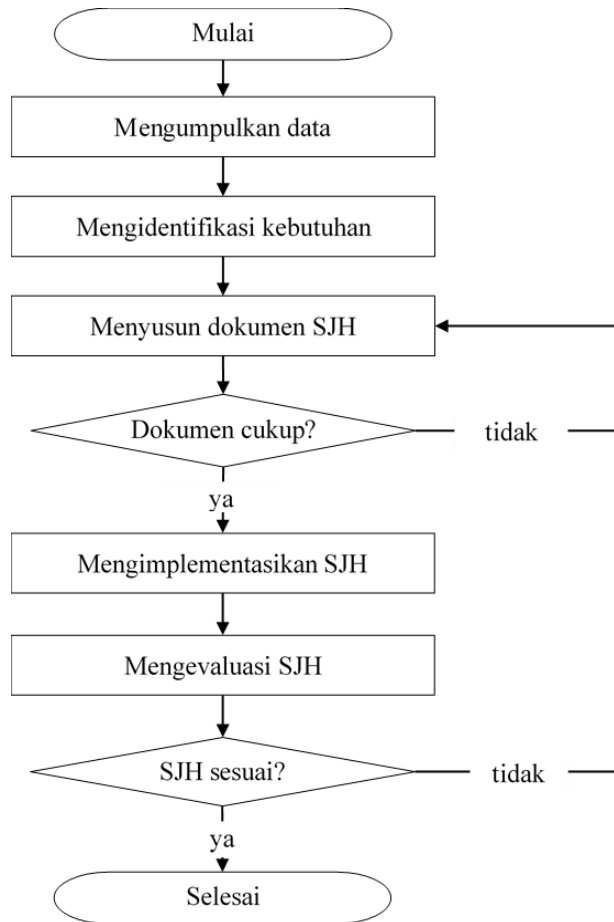 Mulai
Mengumpulkan data
Mengidentifikasi kebutuhan
Menyusun dokumen SJH
Dokumen cukup?
tidak
ya
Mengimplementasikan SJH
Mengevaluasi SJH
SJH sesuai?
tidak
ya
Selesai